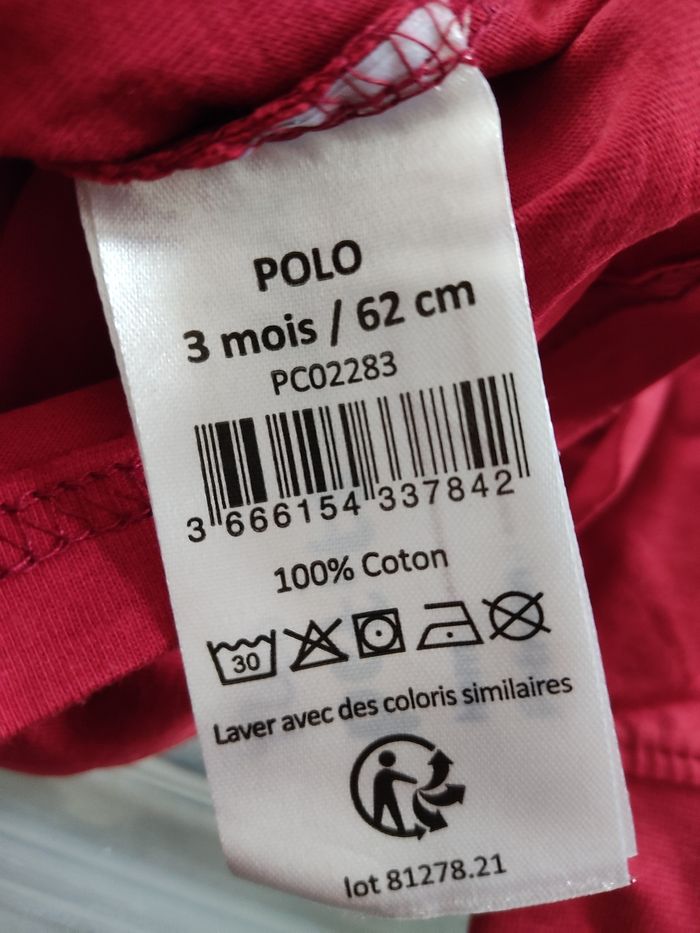 POLO
3 mois / 62 cm
PC02283
3 666154 337842
100% Coton
30
Laver avec des coloris similaires
lot 81278.21